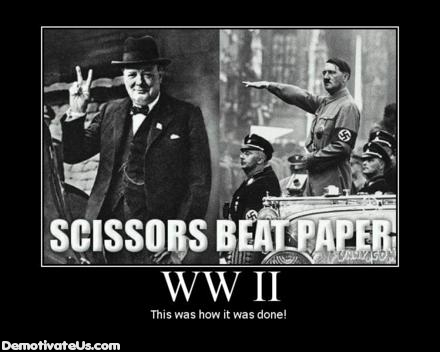 SCISSORS BEAT PAPER
WW II
This was how it was done!
DemotivateUs.com